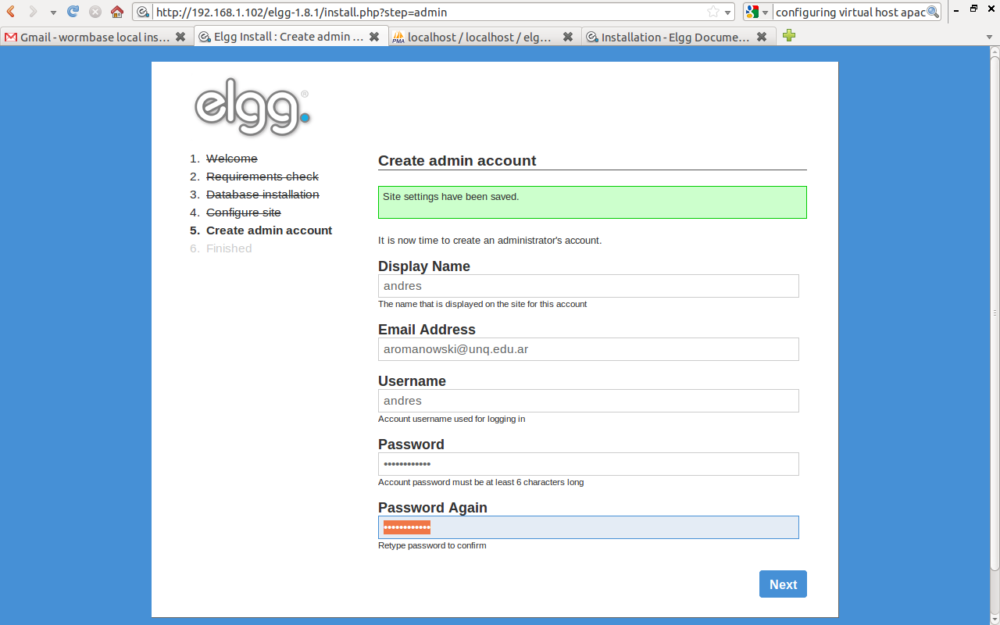 http://192.168.1.102/elgg-1.8.1/install.php?step=admin
configuring virtual host apac
Gmail - wormbase local ins...
Elgg Install : Create admin ...
PMA
localhost / localhost / elg...
Installation - Elgg Docume...
elgg.®
1. Welcome
2. Requirements check
3. Database installation
4. Configure site
5. Create admin account
6. Finished
Create admin account
Site settings have been saved.
It is now time to create an administrator's account.
Display Name
andres
The name that is displayed on the site for this account
Email Address
aromanowski@unq.edu.ar
Username
andres
Account username used for logging in
Password
••••••••••••
Account password must be at least 6 characters long
Password Again
••••••••••••
Retype password to confirm
Next